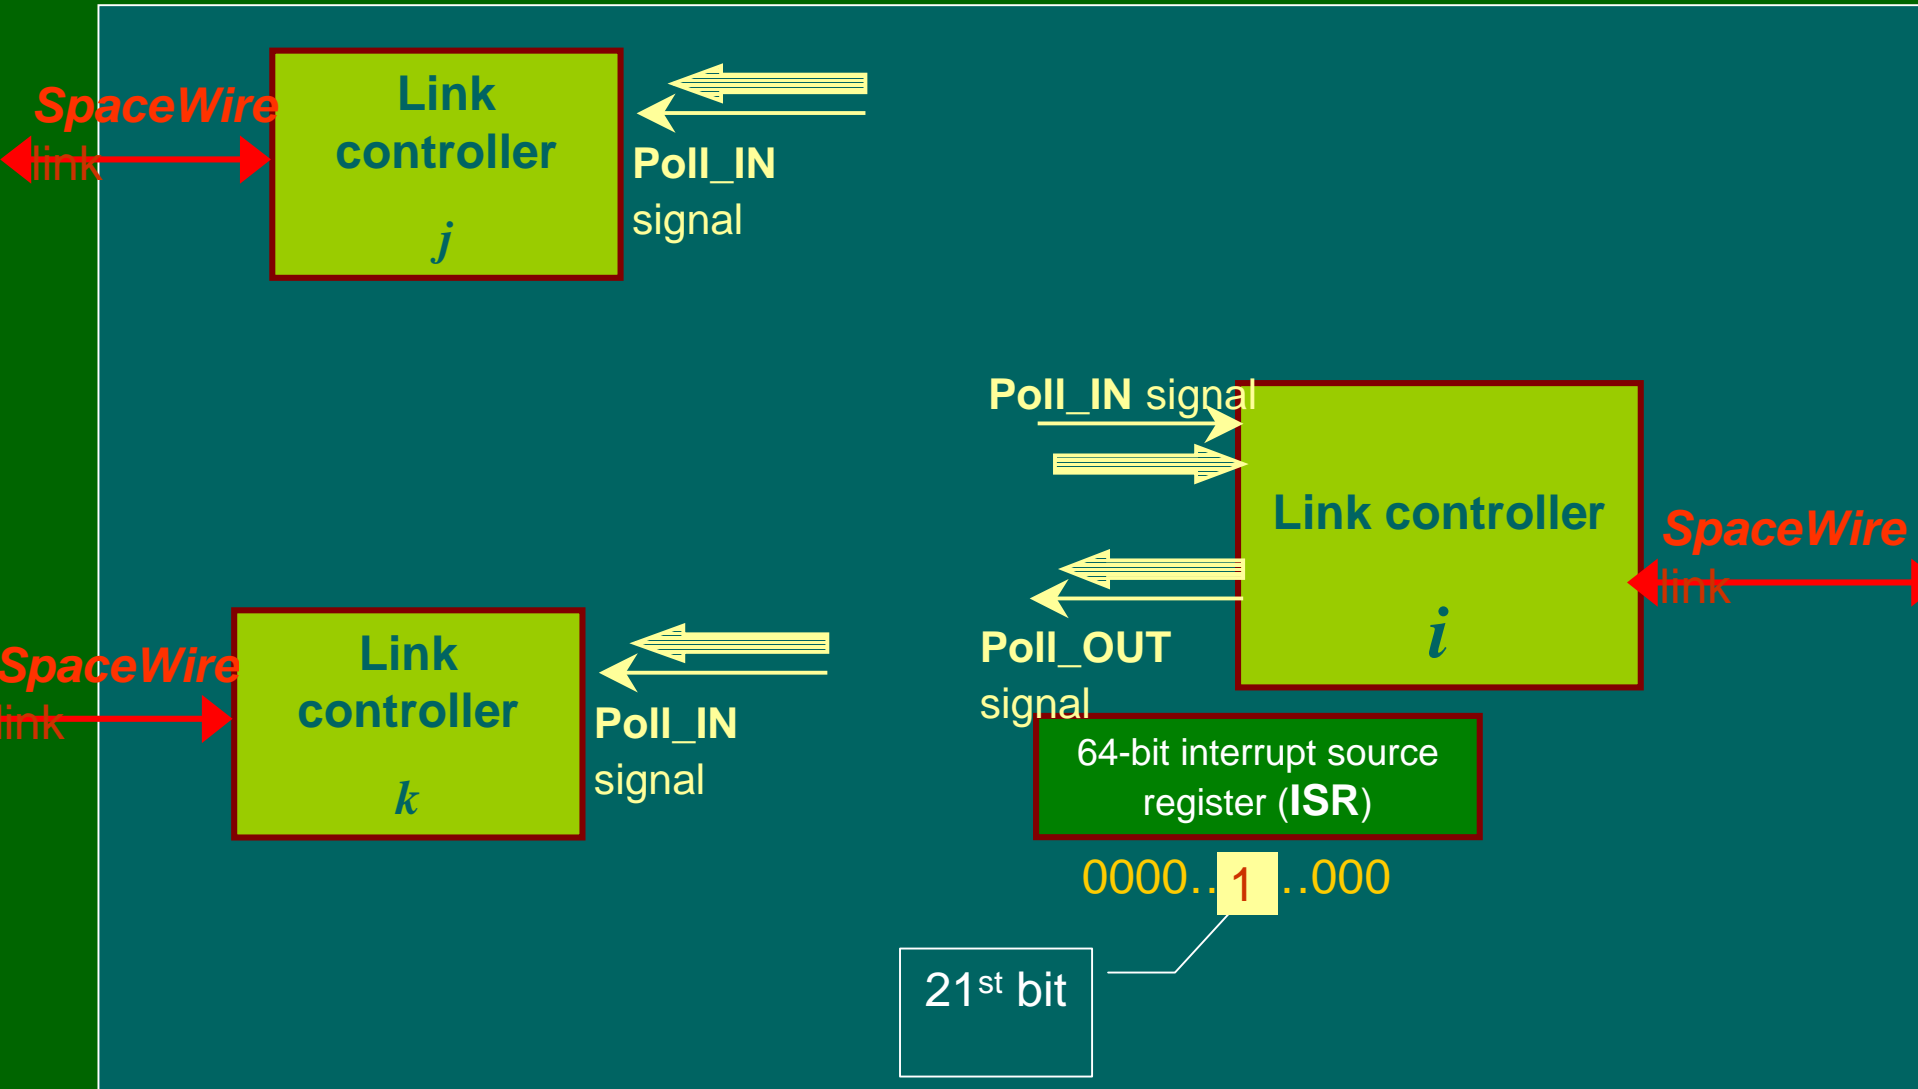 Link
controller
j
SpaceWire
link
Poll_IN
signal
Poll_IN signal
Link controller
i
SpaceWire
link
Poll_OUT
signal
Link
controller
k
SpaceWire
link
Poll_IN
signal
64-bit interrupt source
register (ISR)
0000..1..000
21st bit